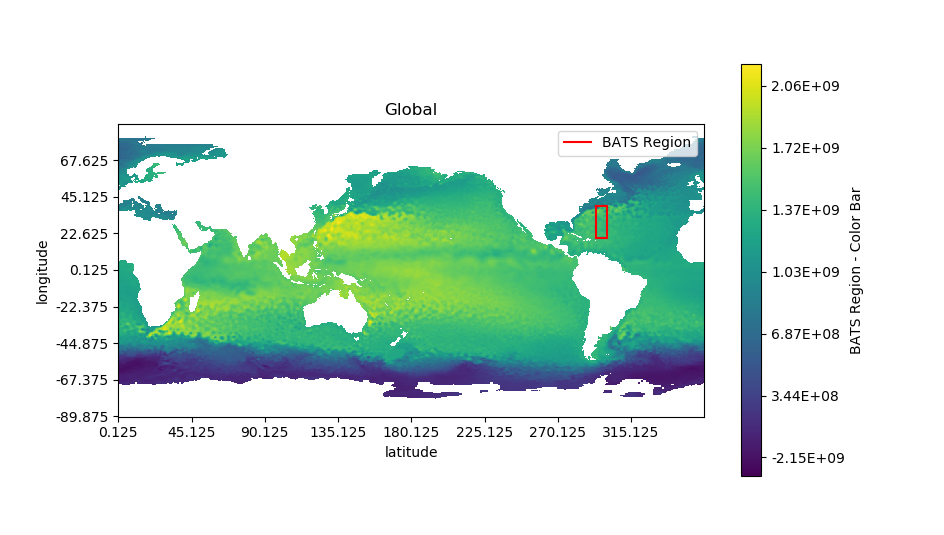 Global
BATS Region
67.625
45.125
22.625
0.125
-22.375
-44.875
-67.375
-89.875
longitude
0.125 45.125 90.125 135.125 180.125 225.125 270.125 315.125
latitude
2.06E+09
1.72E+09
1.37E+09
1.03E+09
6.87E+08
3.44E+08
-2.15E+09
BATS Region - Color Bar